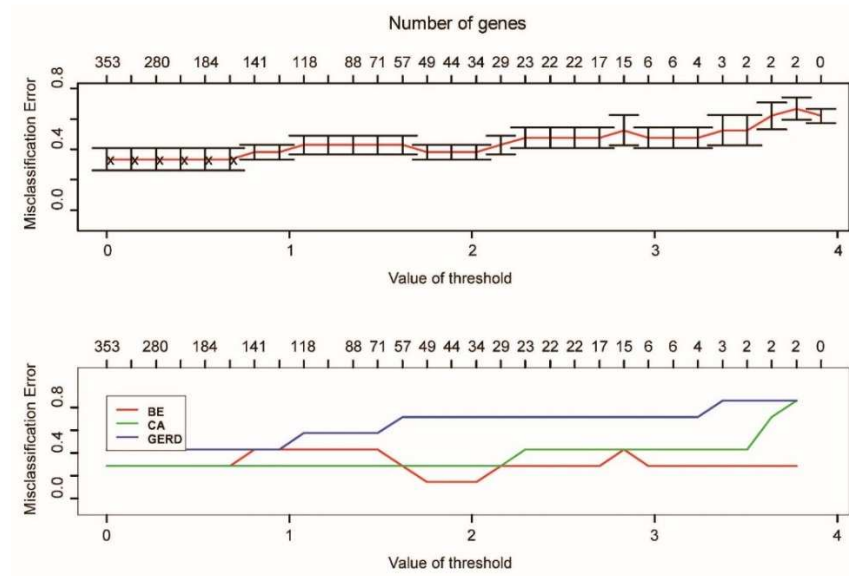 Number of genes
353 280 184 141 118 88 71 57 49 44 34 29 23 22 22 17 15 6 6 4 3 2 2 2 0
Misclassification Error
0.8
0.4
0.0
0 1 2 3 4
Value of threshold
353 280 184 141 118 88 71 57 49 44 34 29 23 22 22 17 15 6 6 4 3 2 2 2 0
Misclassification Error
0.8
0.4
0.0
BE
CA
GERD
0 1 2 3 4
Value of threshold